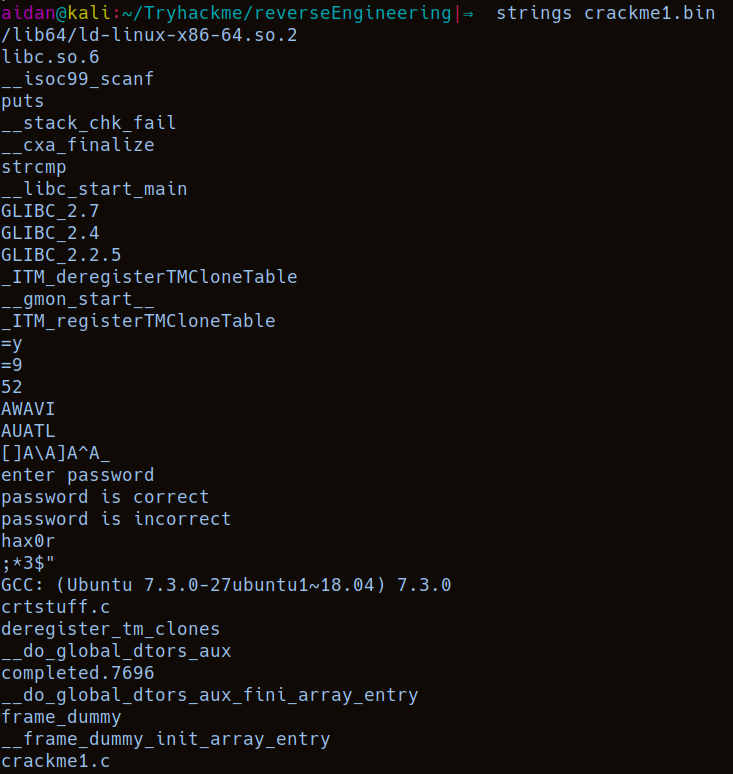 aidan@kali:~/Tryhackme/reverseEngineering|⇒  strings crackme1.bin
/lib64/ld-linux-x86-64.so.2
libc.so.6
__isoc99_scanf
puts
__stack_chk_fail
__cxa_finalize
strcmp
__libc_start_main
GLIBC_2.7
GLIBC_2.4
GLIBC_2.2.5
_ITM_deregisterTMCloneTable
__gmon_start__
_ITM_registerTMCloneTable
=y
=9
52
AWAVI
AUATL
[]A\A]A^A_
enter password
password is correct
password is incorrect
hax0r
;*3$"
GCC: (Ubuntu 7.3.0-27ubuntu1~18.04) 7.3.0
crtstuff.c
deregister_tm_clones
__do_global_dtors_aux
completed.7696
__do_global_dtors_aux_fini_array_entry
frame_dummy
__frame_dummy_init_array_entry
crackme1.c